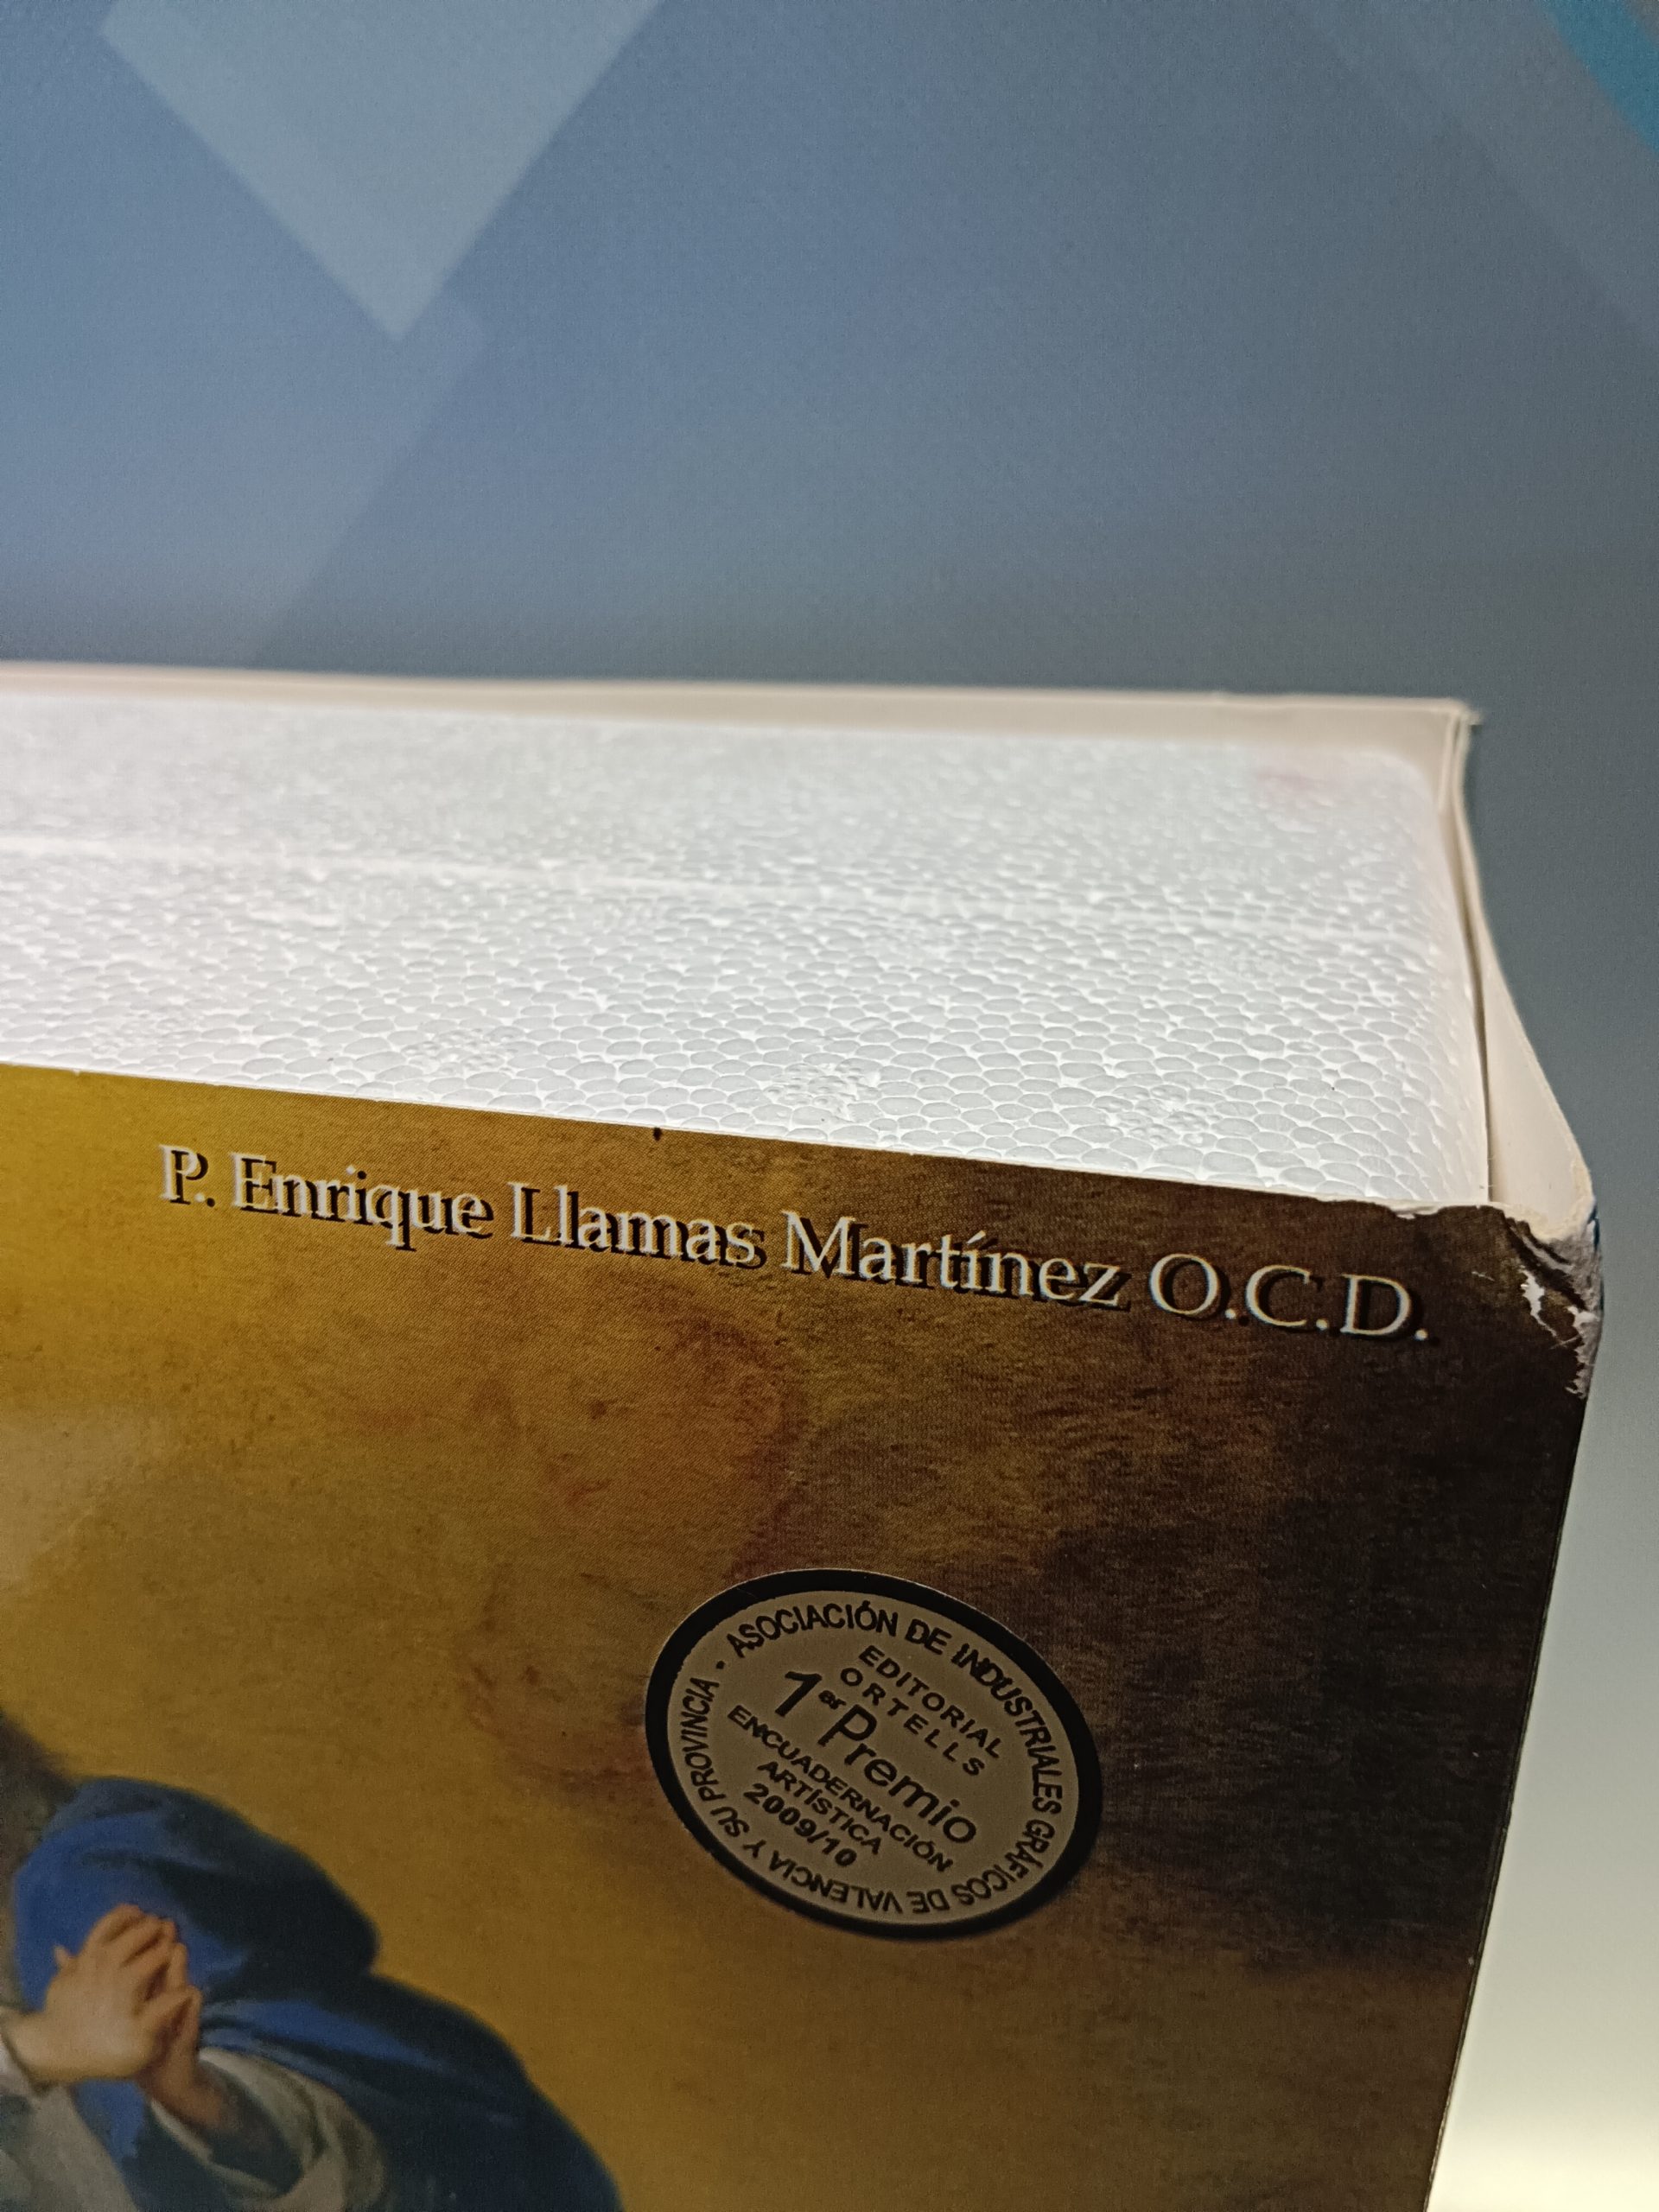 P. Enrique Llamas Martínez O.C.D.
ASOCIACIÓN DE INDUSTRIALES GRÁFICOS DE VALENCIA Y SU PROVINCIA -
EDITORIAL
ORTELLS
1er Premio
ENCUADERNACIÓN
ARTÍSTICA
2009/10